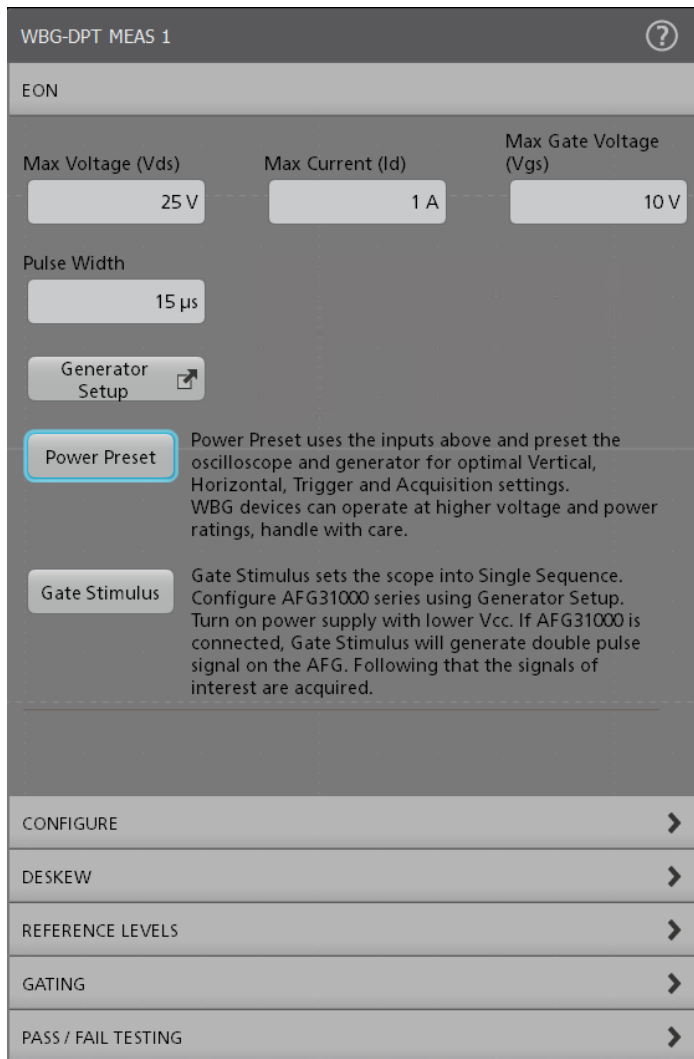 WBG-DPT MEAS 1
?
EON
Max Voltage (Vds)
Max Current (Id)
Max Gate Voltage
(Vgs)
25 V
1 A
10 V
Pulse Width
15 µs
Generator
Setup
Power Preset
Power Preset uses the inputs above and preset the
oscilloscope and generator for optimal Vertical,
Horizontal, Trigger and Acquisition settings.
WBG devices can operate at higher voltage and power
ratings, handle with care.
Gate Stimulus
Gate Stimulus sets the scope into Single Sequence.
Configure AFG31000 series using Generator Setup.
Turn on power supply with lower Vcc. If AFG31000 is
connected, Gate Stimulus will generate double pulse
signal on the AFG. Following that the signals of
interest are acquired.
CONFIGURE
DESKEW
REFERENCE LEVELS
GATING
PASS / FAIL TESTING